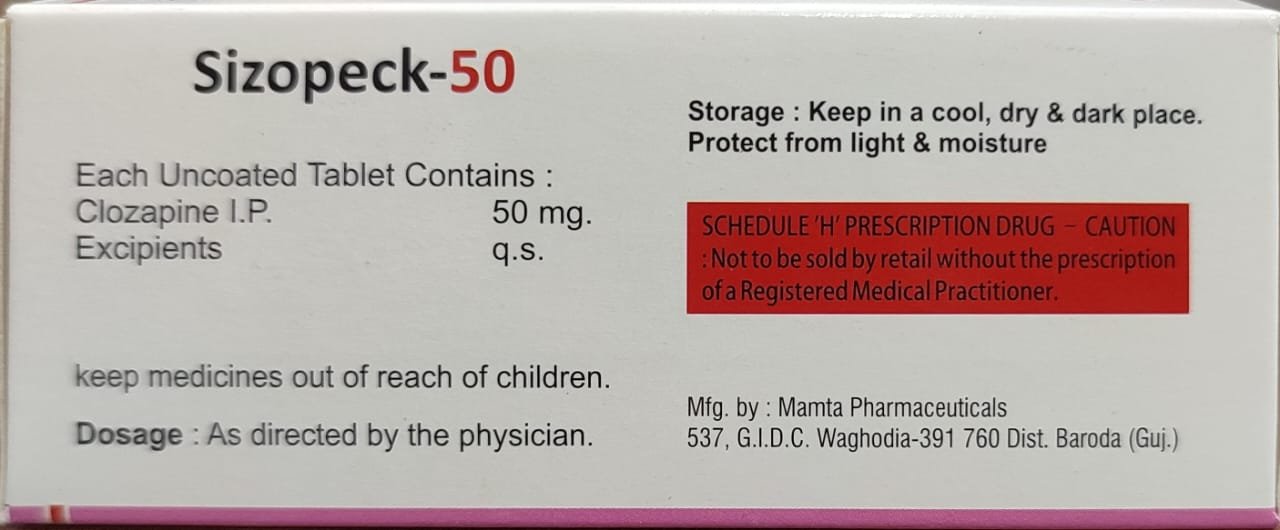 Sizopeck-50
Each Uncoated Tablet Contains :
Clozapine I.P. 50 mg.
Excipients q.s.
keep medicines out of reach of children.
Dosage : As directed by the physician.
Storage : Keep in a cool, dry & dark place.
Protect from light & moisture
SCHEDULE 'H' PRESCRIPTION DRUG – CAUTION
: Not to be sold by retail without the prescription
of a Registered Medical Practitioner.
Mfg. by : Mamta Pharmaceuticals
537, G.I.D.C. Waghodia-391 760 Dist. Baroda (Guj.)